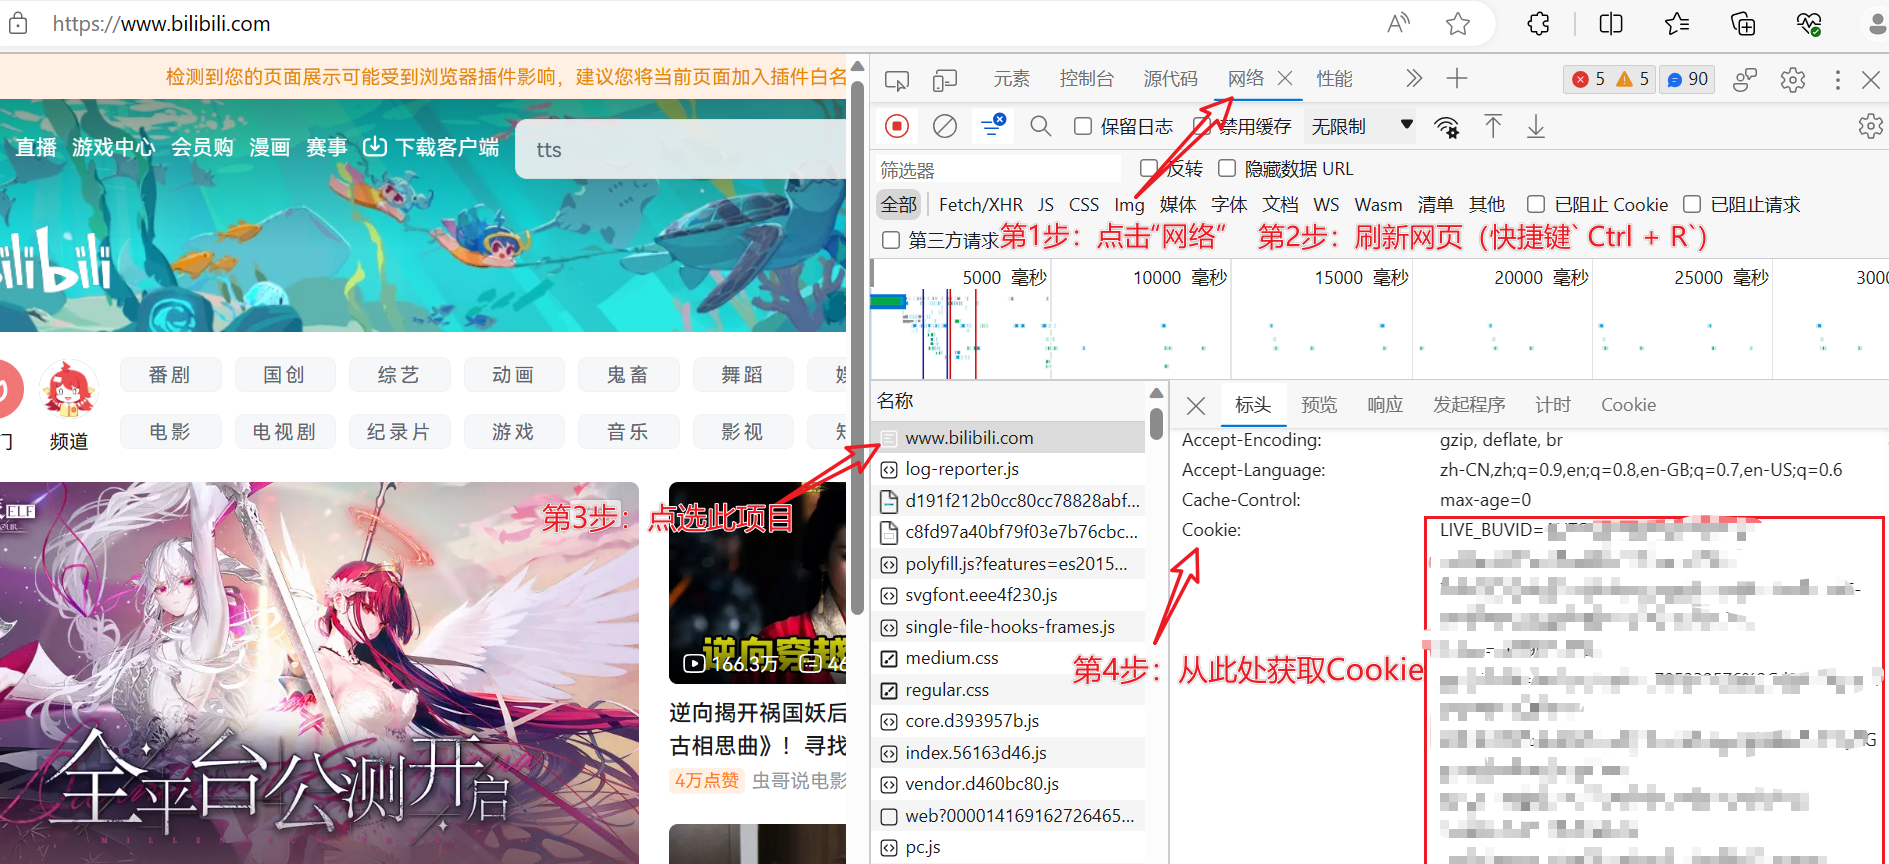 https://www.bilibili.com
检测到您的页面展示可能受到浏览器插件影响，建议您将当前页面加入插件白名
直播 游戏中心 会员购 漫画 赛事 下载客户端
tts
bilibili
番剧 国创 综艺 动画 鬼畜 舞蹈
门 频道
电影 电视剧 纪录片 游戏 音乐 影视
全平台公测开启
逆向穿越
166.3万 46
逆向揭开祸国妖后
古相思曲》！寻找
4万点赞 虫哥说电影
元素 控制台 源代码 网络 性能
5 5 90
保留日志 禁用缓存 无限制
筛选器 反转 隐藏数据 URL
全部 Fetch/XHR JS CSS Img 媒体 字体 文档 WS Wasm 清单 其他 已阻止 Cookie 已阻止请求
第三方请求
第1步：点击“网络” 第2步：刷新网页（快捷键` Ctrl + R`）
5000 毫秒 10000 毫秒 15000 毫秒 20000 毫秒 25000 毫秒 3000
名称
www.bilibili.com
log-reporter.js
d191f212b0cc80cc78828abf...
c8fd97a40bf79f03e7b76cbc...
polyfill.js?features=es2015...
svgfont.eee4f230.js
single-file-hooks-frames.js
medium.css
regular.css
core.d393957b.js
index.56163d46.js
vendor.d460bc80.js
web?000014169162726465...
pc.js
第3步：点选此项目
标头 预览 响应 发起程序 计时 Cookie
Accept-Encoding: gzip, deflate, br
Accept-Language: zh-CN,zh;q=0.9,en;q=0.8,en-GB;q=0.7,en-US;q=0.6
Cache-Control: max-age=0
Cookie: LIVE_BUVID=
第4步：从此处获取Cookie